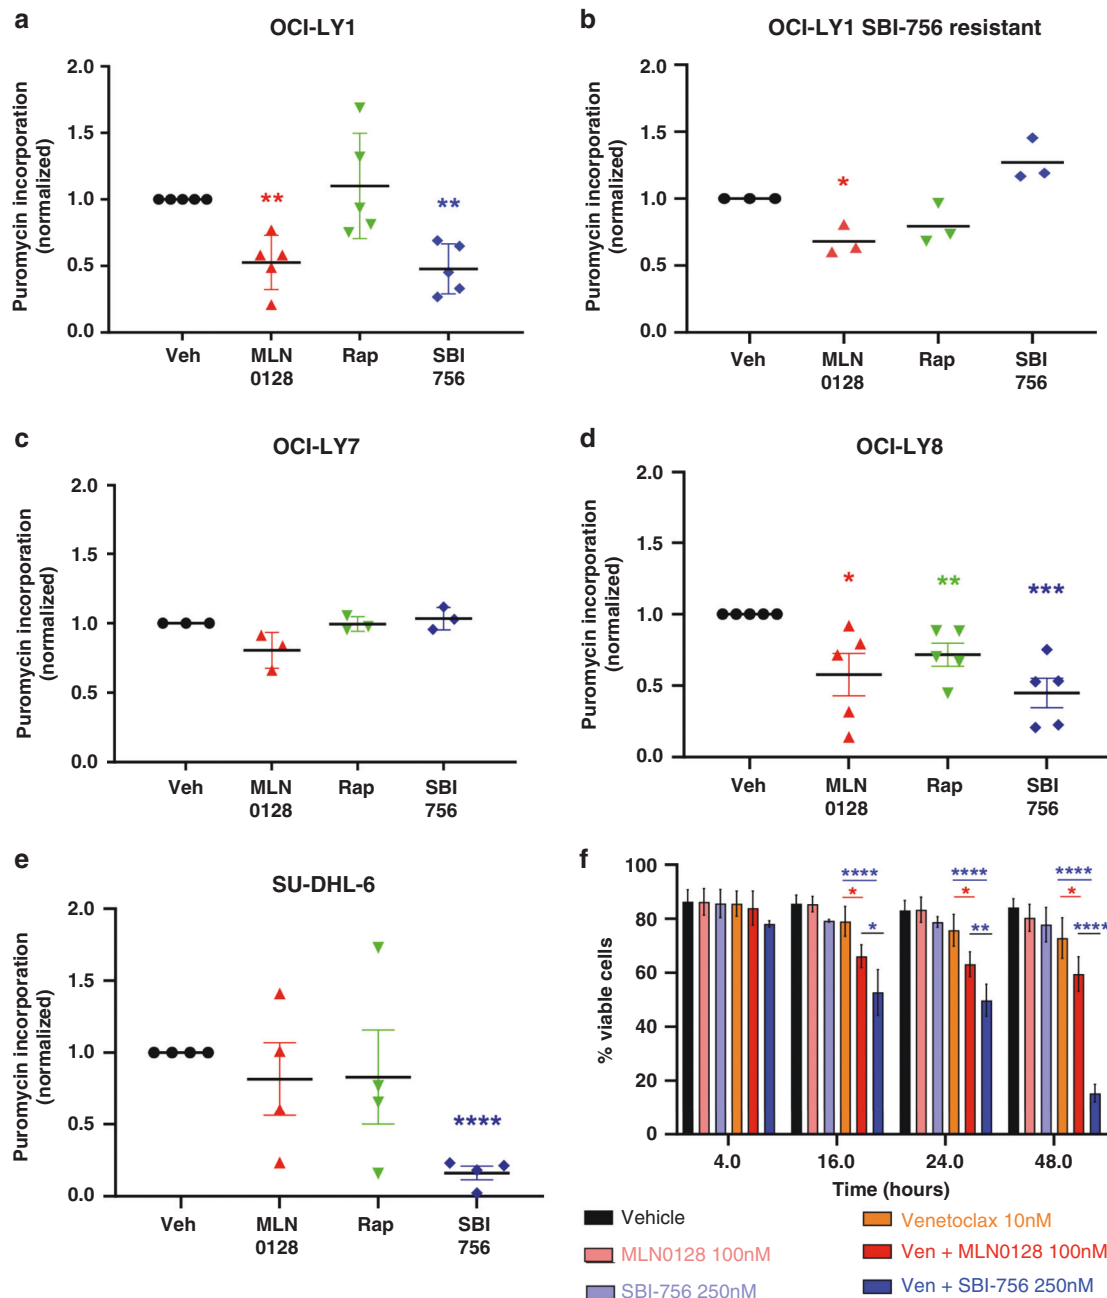 a
OCI-LY1
Puromycin incorporation
(normalized)
2.0
1.5
1.0
0.5
0.0
**
**
Veh
MLN
0128
Rap
SBI
756
b
OCI-LY1 SBI-756 resistant
Puromycin incorporation
(normalized)
2.0
1.5
1.0
0.5
0.0
*
Veh
MLN
0128
Rap
SBI
756
c
OCI-LY7
Puromycin incorporation
(normalized)
2.0
1.5
1.0
0.5
0.0
Veh
MLN
0128
Rap
SBI
756
d
OCI-LY8
Puromycin incorporation
(normalized)
2.0
1.5
1.0
0.5
0.0
*
**
***
Veh
MLN
0128
Rap
SBI
756
e
SU-DHL-6
Puromycin incorporation
(normalized)
2.0
1.5
1.0
0.5
0.0
****
Veh
MLN
0128
Rap
SBI
756
f
% viable cells
100
80
60
40
20
0
****
*
*
****
*
**
****
*
****
4.0
16.0
24.0
48.0
Time (hours)
Vehicle
MLN0128 100nM
SBI-756 250nM
Venetoclax 10nM
Ven + MLN0128 100nM
Ven + SBI-756 250nM